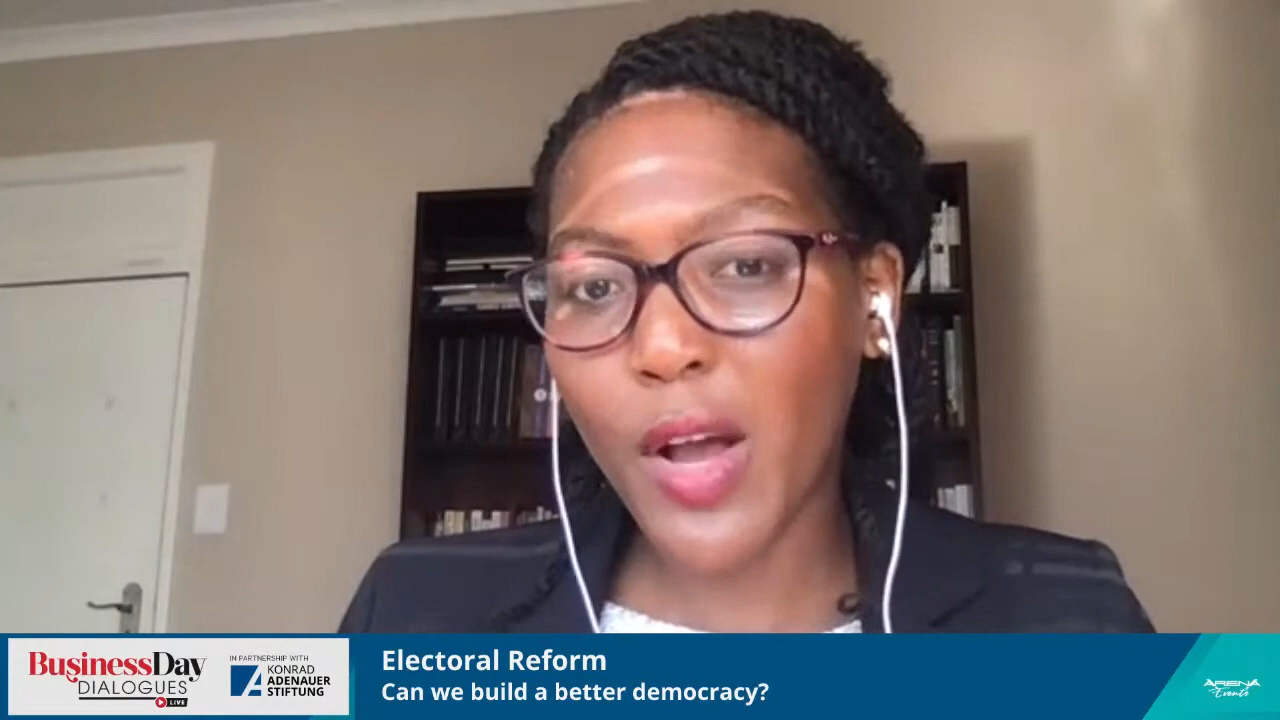 BusinessDay
DIALOGUES
LIVE
IN PARTNERSHIP WITH
KONRAD
ADENAUER
STIFTUNG
Electoral Reform
Can we build a better democracy?
ARENA
Events